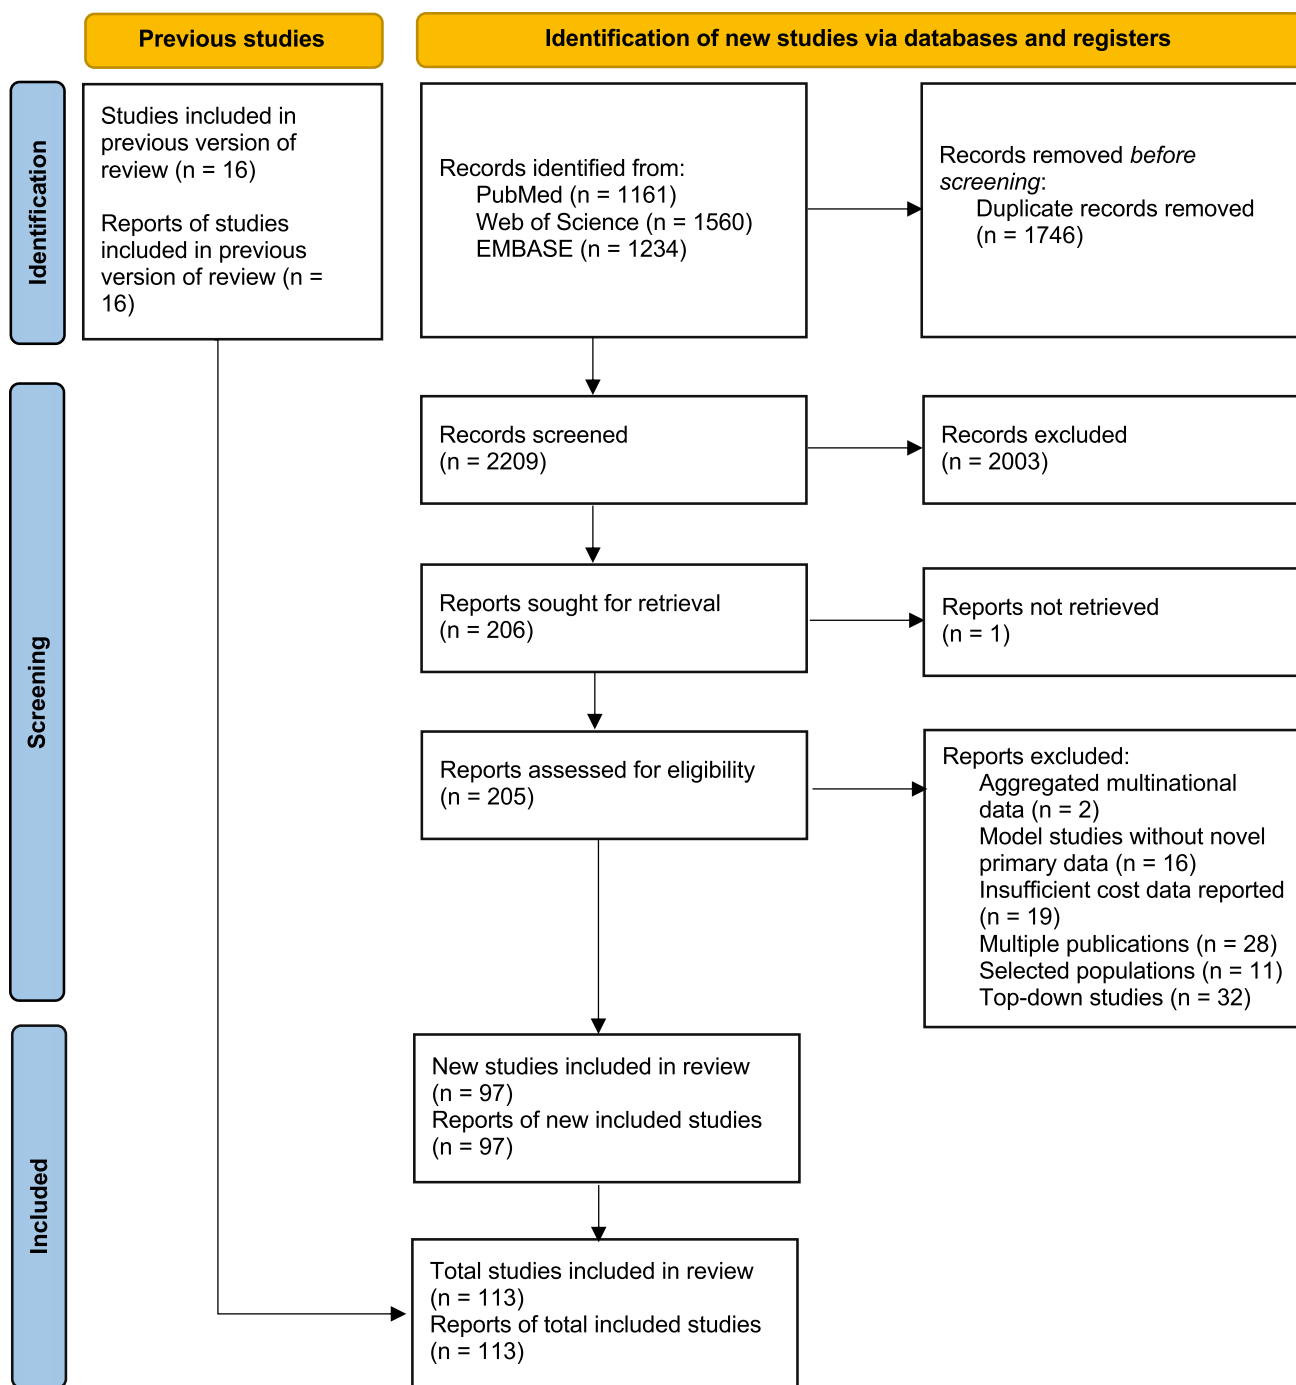 Previous studies
Identification of new studies via databases and registers
Identification
Studies included in
previous version of
review (n = 16)
Reports of studies
included in previous
version of review (n =
16)
Records identified from:
PubMed (n = 1161)
Web of Science (n = 1560)
EMBASE (n = 1234)
Records removed before
screening:
Duplicate records removed
(n = 1746)
Screening
Records screened
(n = 2209)
Records excluded
(n = 2003)
Reports sought for retrieval
(n = 206)
Reports not retrieved
(n = 1)
Reports assessed for eligibility
(n = 205)
Reports excluded:
Aggregated multinational
data (n = 2)
Model studies without novel
primary data (n = 16)
Insufficient cost data reported
(n = 19)
Multiple publications (n = 28)
Selected populations (n = 11)
Top-down studies (n = 32)
Included
New studies included in review
(n = 97)
Reports of new included studies
(n = 97)
Total studies included in review
(n = 113)
Reports of total included studies
(n = 113)